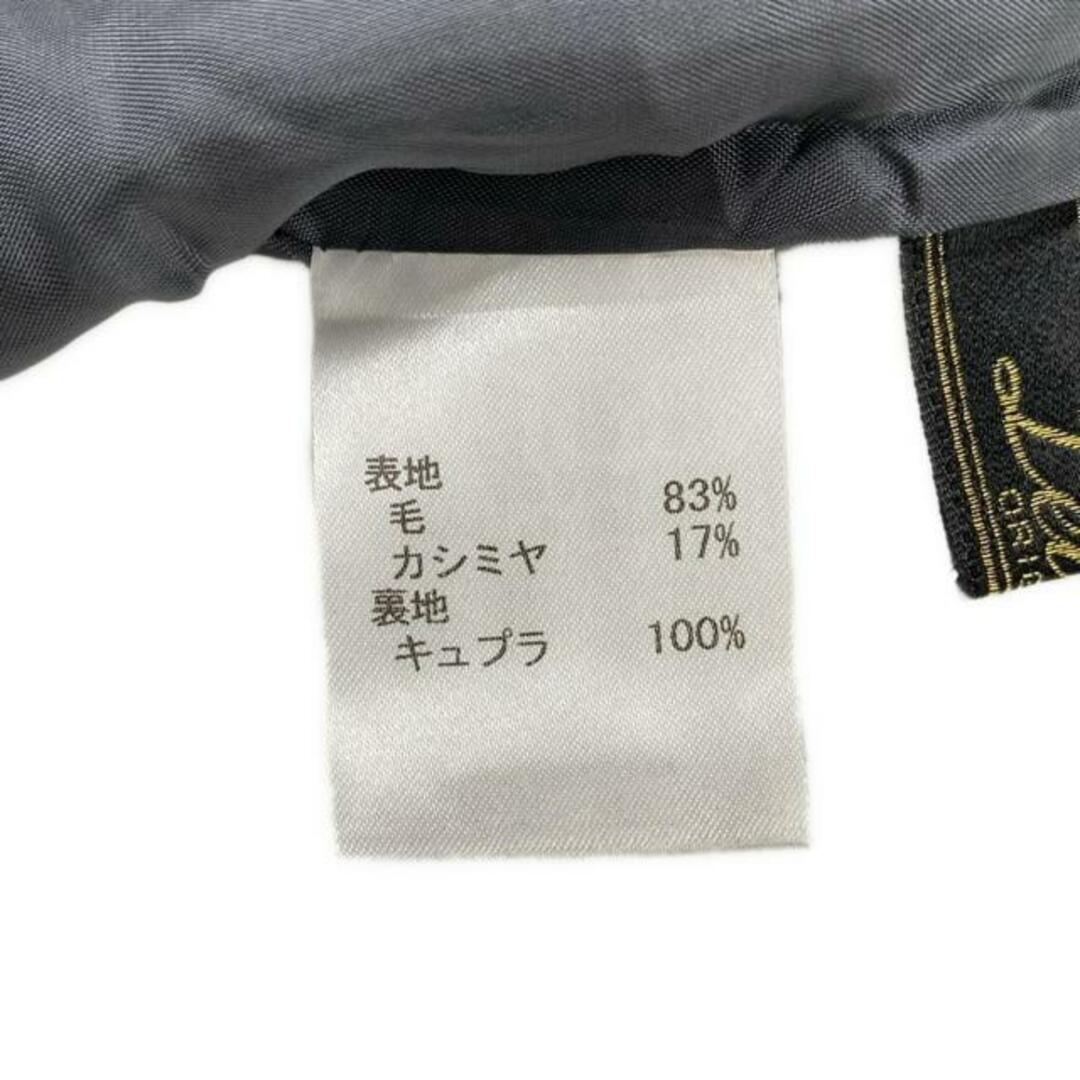 表地
毛 83%
カシミヤ 17%
裏地
キュプラ 100%